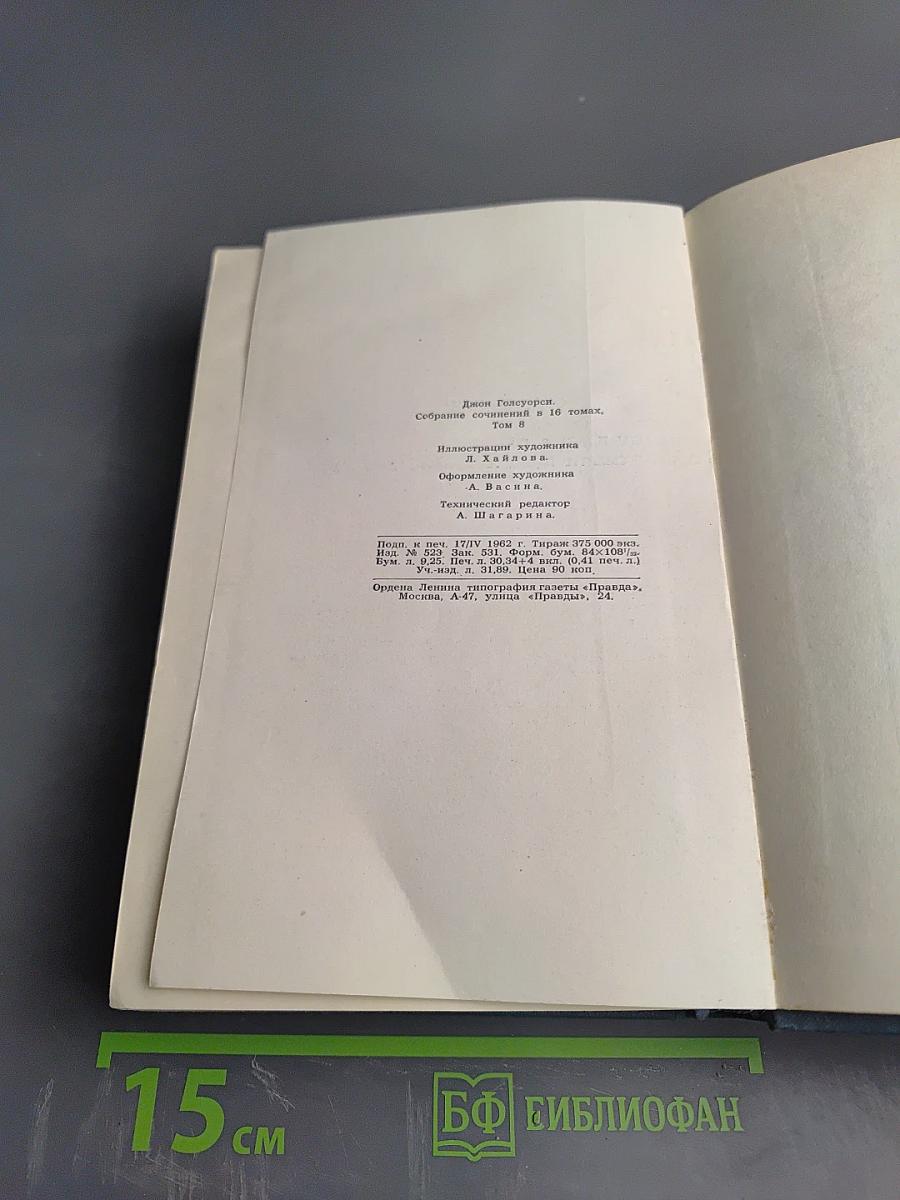 Джон Голсуорси.
Собрание сочинений в 16 томах.
Том 8
Иллюстрации художника
Л. Хайлова.
Оформление художника
А. Васина.
Технический редактор
А. Шагарина.
Подп. к печ. 17/IV 1962 г. Тираж 375 000 экз.
Изд. № 523 Зак. 531. Форм. бум. 84×108¹/₃₂.
Бум. л. 9,25. Печ. л. 30,34+4 вкл. (0,41 печ. л.)
Уч.-изд. л. 31,89. Цена 90 коп.
Ордена Ленина типография газеты «Правда».
Москва, А-47, улица «Правды», 24.
15 см
БФ БИБЛИОФАН